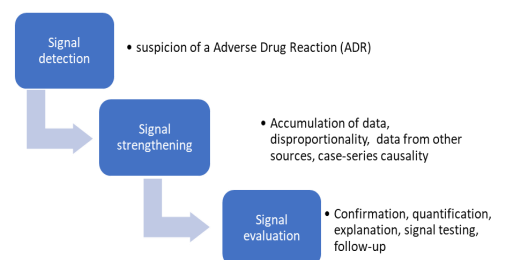 Signal
detection
• suspicion of a Adverse Drug Reaction (ADR)
Signal
strengthening
• Accumulation of data,
disproportionality, data from other
sources, case-series causality
Signal
evaluation
• Confirmation, quantification,
explanation, signal testing,
follow-up